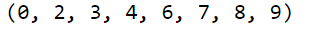 (0, 2, 3, 4, 6, 7, 8, 9)